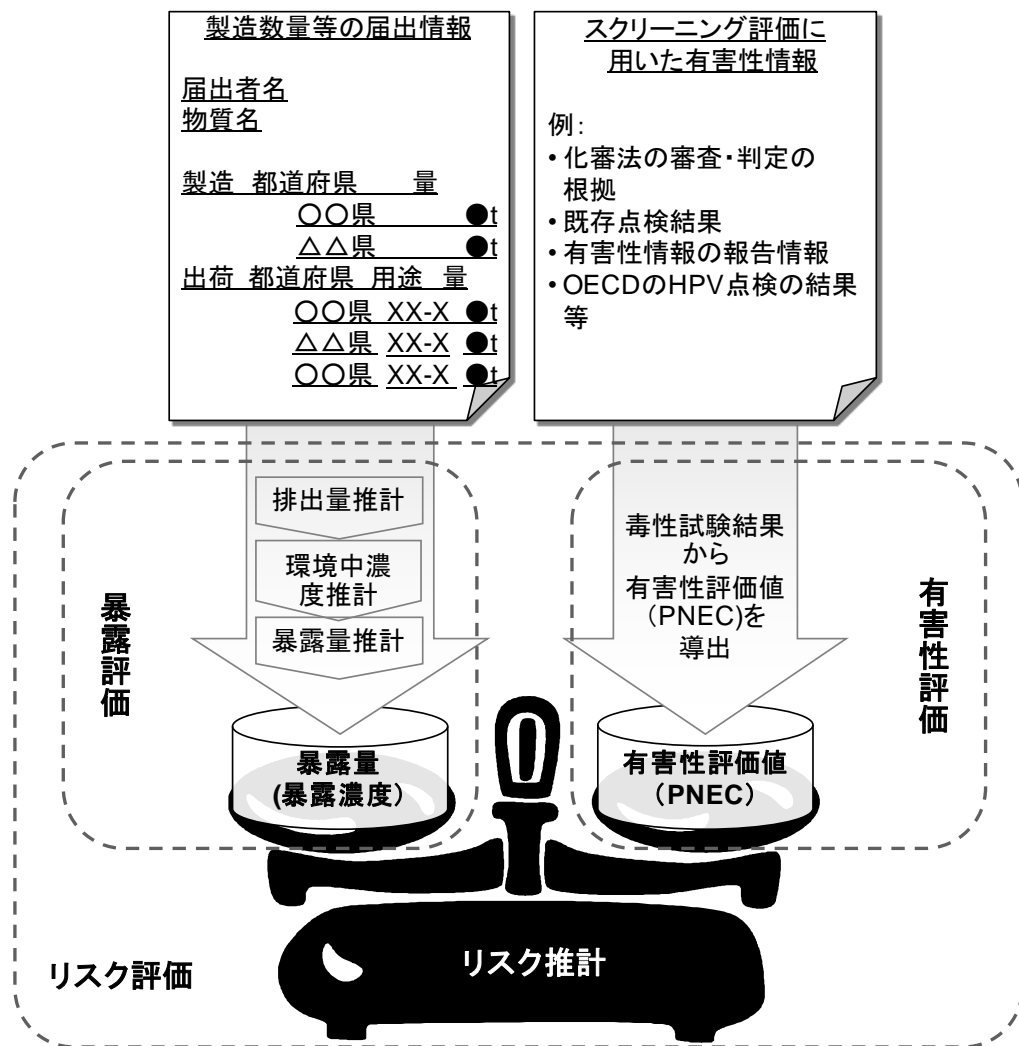 製造数量等の届出情報
届出者名
物質名
製造 都道府県 量
〇〇県 ●t
△△県 ●t
出荷 都道府県 用途 量
〇〇県 XX-X ●t
△△県 XX-X ●t
〇〇県 XX-X ●t
スクリーニング評価に
用いた有害性情報
例:
・化審法の審査・判定の
根拠
・既存点検結果
・有害性情報の報告情報
・OECDのHPV点検の結果
等
排出量推計
環境中濃
度推計
暴露量推計
毒性試験結果
から
有害性評価値
(PNEC)を
導出
暴露評価
有害性評価
暴露量
(暴露濃度)
有害性評価値
(PNEC)
リスク評価
リスク推計